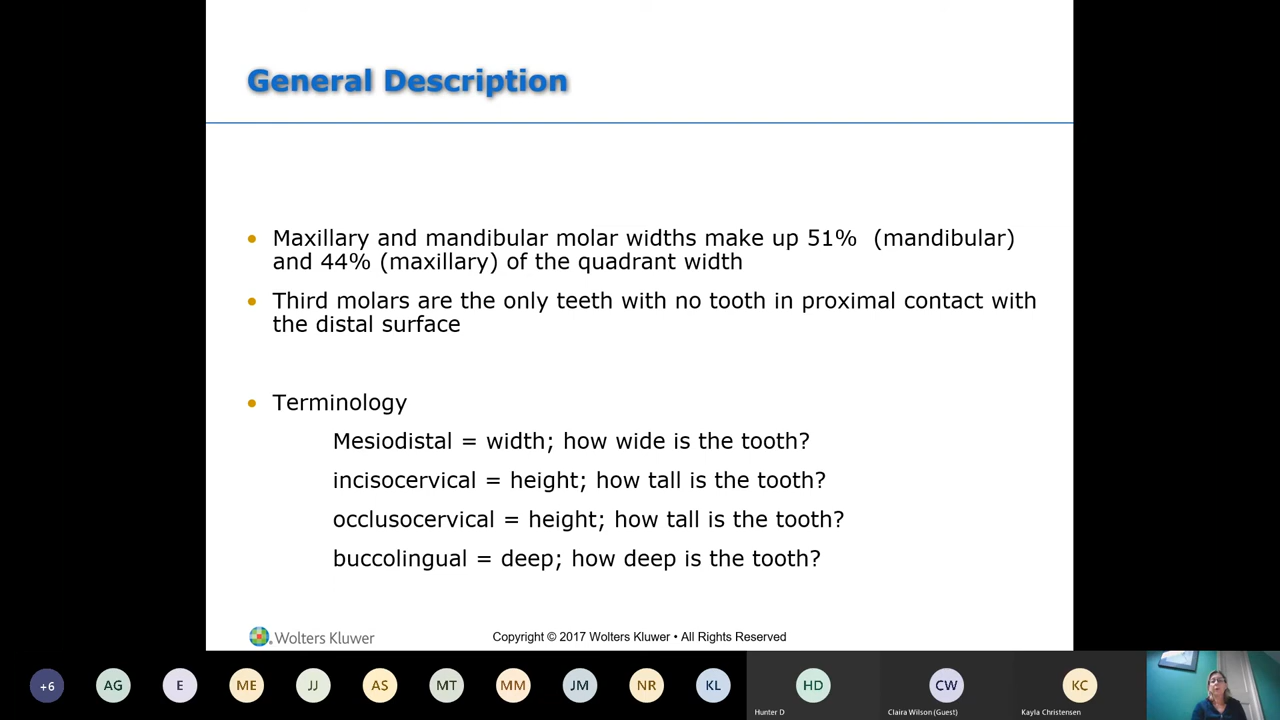 General Description
• Maxillary and mandibular molar widths make up 51%  (mandibular)
and 44% (maxillary) of the quadrant width
• Third molars are the only teeth with no tooth in proximal contact with
the distal surface
• Terminology
Mesiodistal = width; how wide is the tooth?
incisocervical = height; how tall is the tooth?
occlusocervical = height; how tall is the tooth?
buccolingual = deep; how deep is the tooth?
Wolters Kluwer
Copyright © 2017 Wolters Kluwer • All Rights Reserved
+6 AG E ME JJ AS MT MM JM NR KL HD CW KC
Hunter D Claira Wilson (Guest) Kayla Christensen